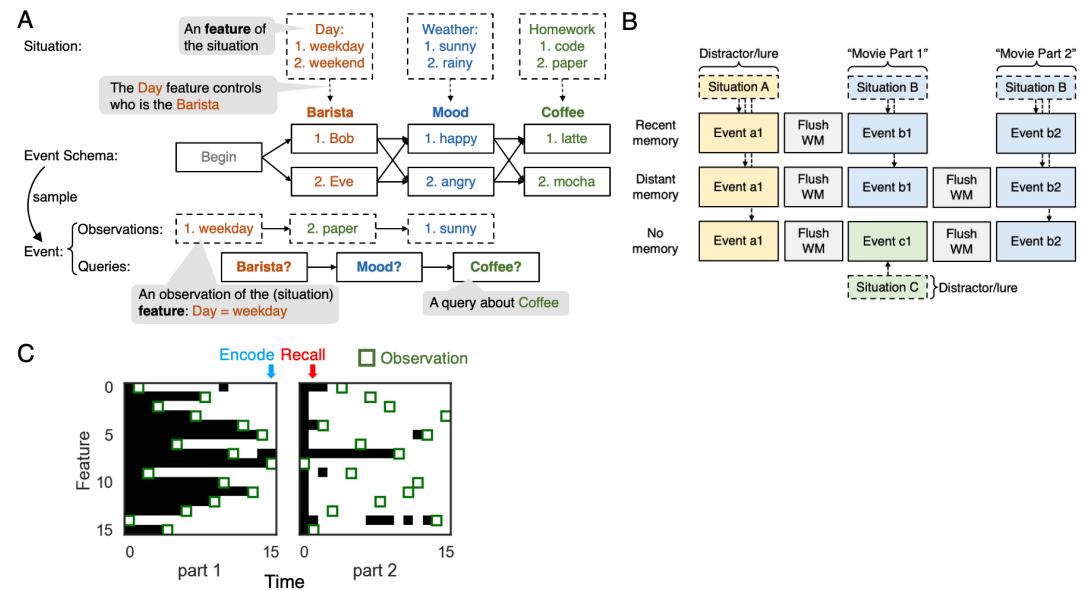 A
Situation:
An feature of
the situation
Day:
1. weekday
2. weekend
Weather:
1. sunny
2. rainy
Homework
1. code
2. paper
The Day feature controls
who is the Barista
Barista
Mood
Coffee
Event Schema:
Begin
1. Bob
1. happy
1. latte
2. Eve
2. angry
2. mocha
sample
Event:
Observations:
1. weekday
2. paper
1. sunny
Queries:
Barista?
Mood?
Coffee?
An observation of the (situation)
feature: Day = weekday
A query about Coffee
B
Distractor/lure
“Movie Part 1”
“Movie Part 2”
Situation A
Situation B
Situation B
Recent
memory
Event a1
Flush
WM
Event b1
Event b2
Distant
memory
Event a1
Flush
WM
Event b1
Flush
WM
Event b2
No
memory
Event a1
Flush
WM
Event c1
Flush
WM
Event b2
Situation C
Distractor/lure
C
Encode
Recall
Observation
Feature
0
5
10
15
0
15
part 1
0
15
part 2
Time